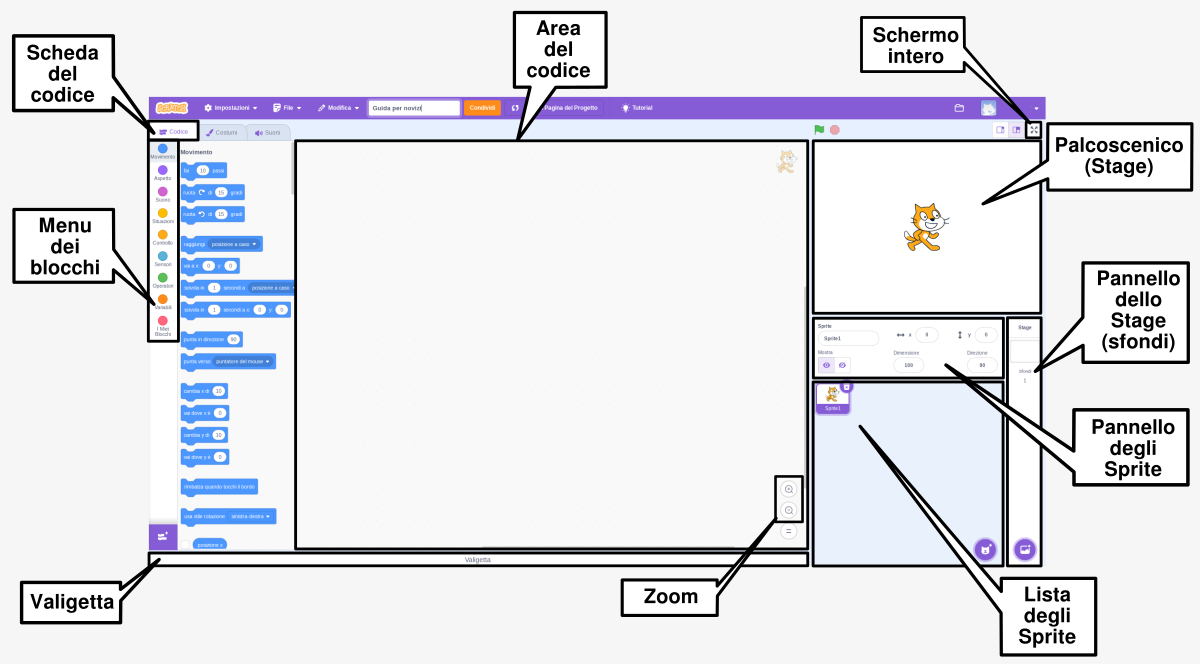 Area
del
codice
Schermo
intero
Scheda
del
codice
SCRATCH
Impostazioni
File
Modifica
Guida per novizi
Condividi
Pagina del Progetto
Tutorial
Codice
Costumi
Suoni
Palcoscenico
(Stage)
Movimento
Aspetto
Suono
Situazioni
Controllo
Sensori
Operatori
Variabili
I Miei
Blocchi
Menu
dei
blocchi
Movimento
fai 10 passi
ruota di 15 gradi
ruota di 15 gradi
raggiungi posizione a caso
vai a x: 0 y: 0
scivola in 1 secondi a posizione a caso
scivola in 1 secondi a x: 0 y: 0
punta in direzione 90
punta verso puntatore del mouse
cambia x di 10
vai dove x è 0
cambia y di 10
vai dove y è 0
rimbalza quando tocchi il bordo
usa stile rotazione sinistra-destra
posizione x
Pannello
dello
Stage
(sfondi)
Sprite
Sprite1
x 0
y 0
Mostra
Dimensione
100
Direzione
90
Stage
Sfondi
1
Sprite1
Pannello
degli
Sprite
Valigetta
Valigetta
Zoom
Lista
degli
Sprite